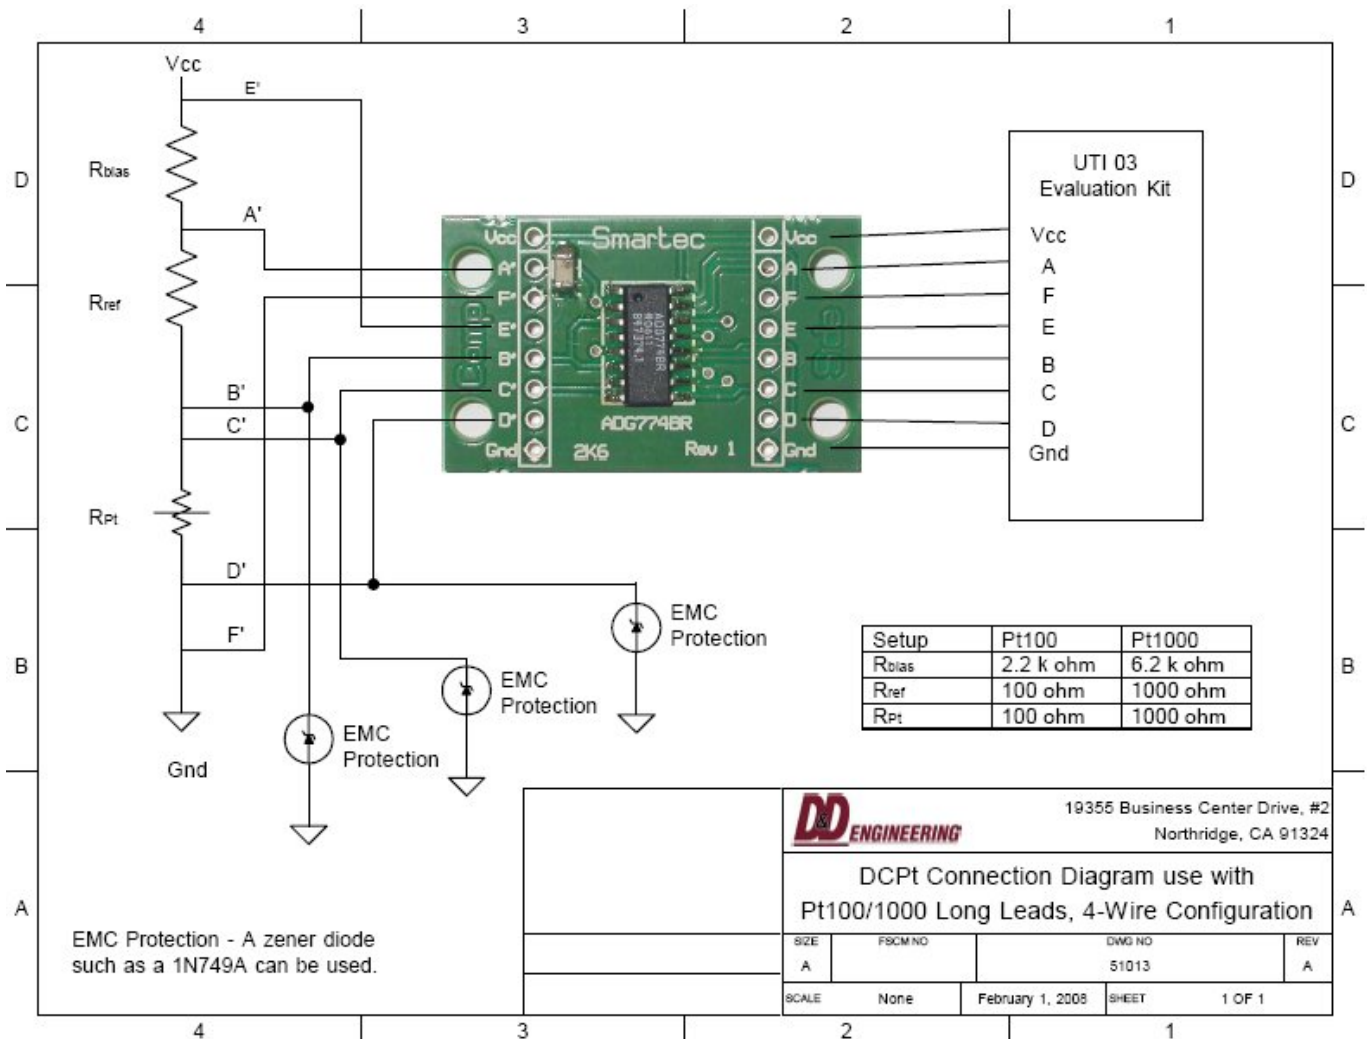 4 3 2 1
Vcc
E'
D Rbias D
A'
Rref
B'
C'
C C
RPt
D'
F'
B B
Gnd
Smartec
Vcc Vcc
A' A
F' F
E' E
B' B
C' C
D' D
Gnd Gnd
ADG774BR
ADG774BR
2K6 Rev 1
UTI 03
Evaluation Kit
Vcc
A
F
E
B
C
D
Gnd
EMC
Protection
EMC
Protection
EMC
Protection
Setup Pt100 Pt1000
Rbias 2.2 k ohm 6.2 k ohm
Rref 100 ohm 1000 ohm
RPt 100 ohm 1000 ohm
A A
EMC Protection - A zener diode
such as a 1N749A can be used.
D&D ENGINEERING
19355 Business Center Drive, #2
Northridge, CA 91324
DCPt Connection Diagram use with
Pt100/1000 Long Leads, 4-Wire Configuration
SIZE FSCM NO DWG NO REV
A 51013 A
SCALE None February 1, 2008 SHEET 1 OF 1
4 3 2 1